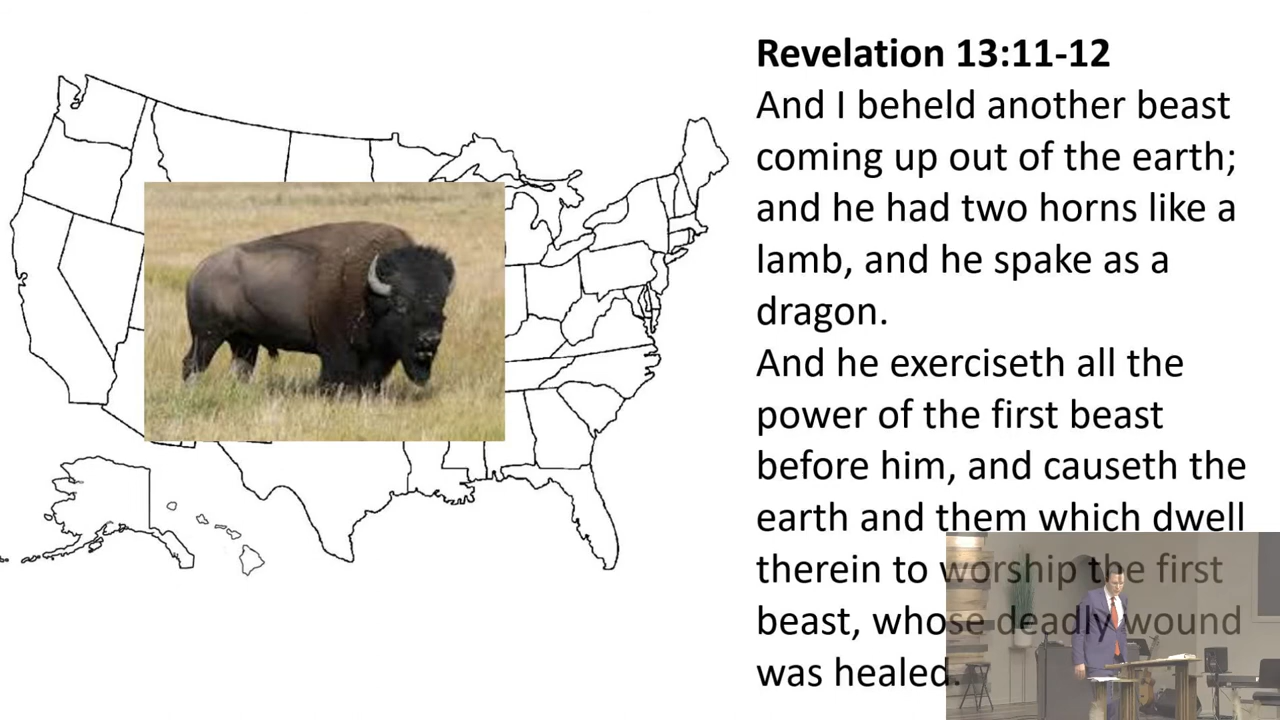 Revelation 13:11-12
And I beheld another beast
coming up out of the earth;
and he had two horns like a
lamb, and he spake as a
dragon.
And he exerciseth all the
power of the first beast
before him, and causeth the
earth and them which dwell
therein to worship the first
beast, whose deadly wound
was healed.